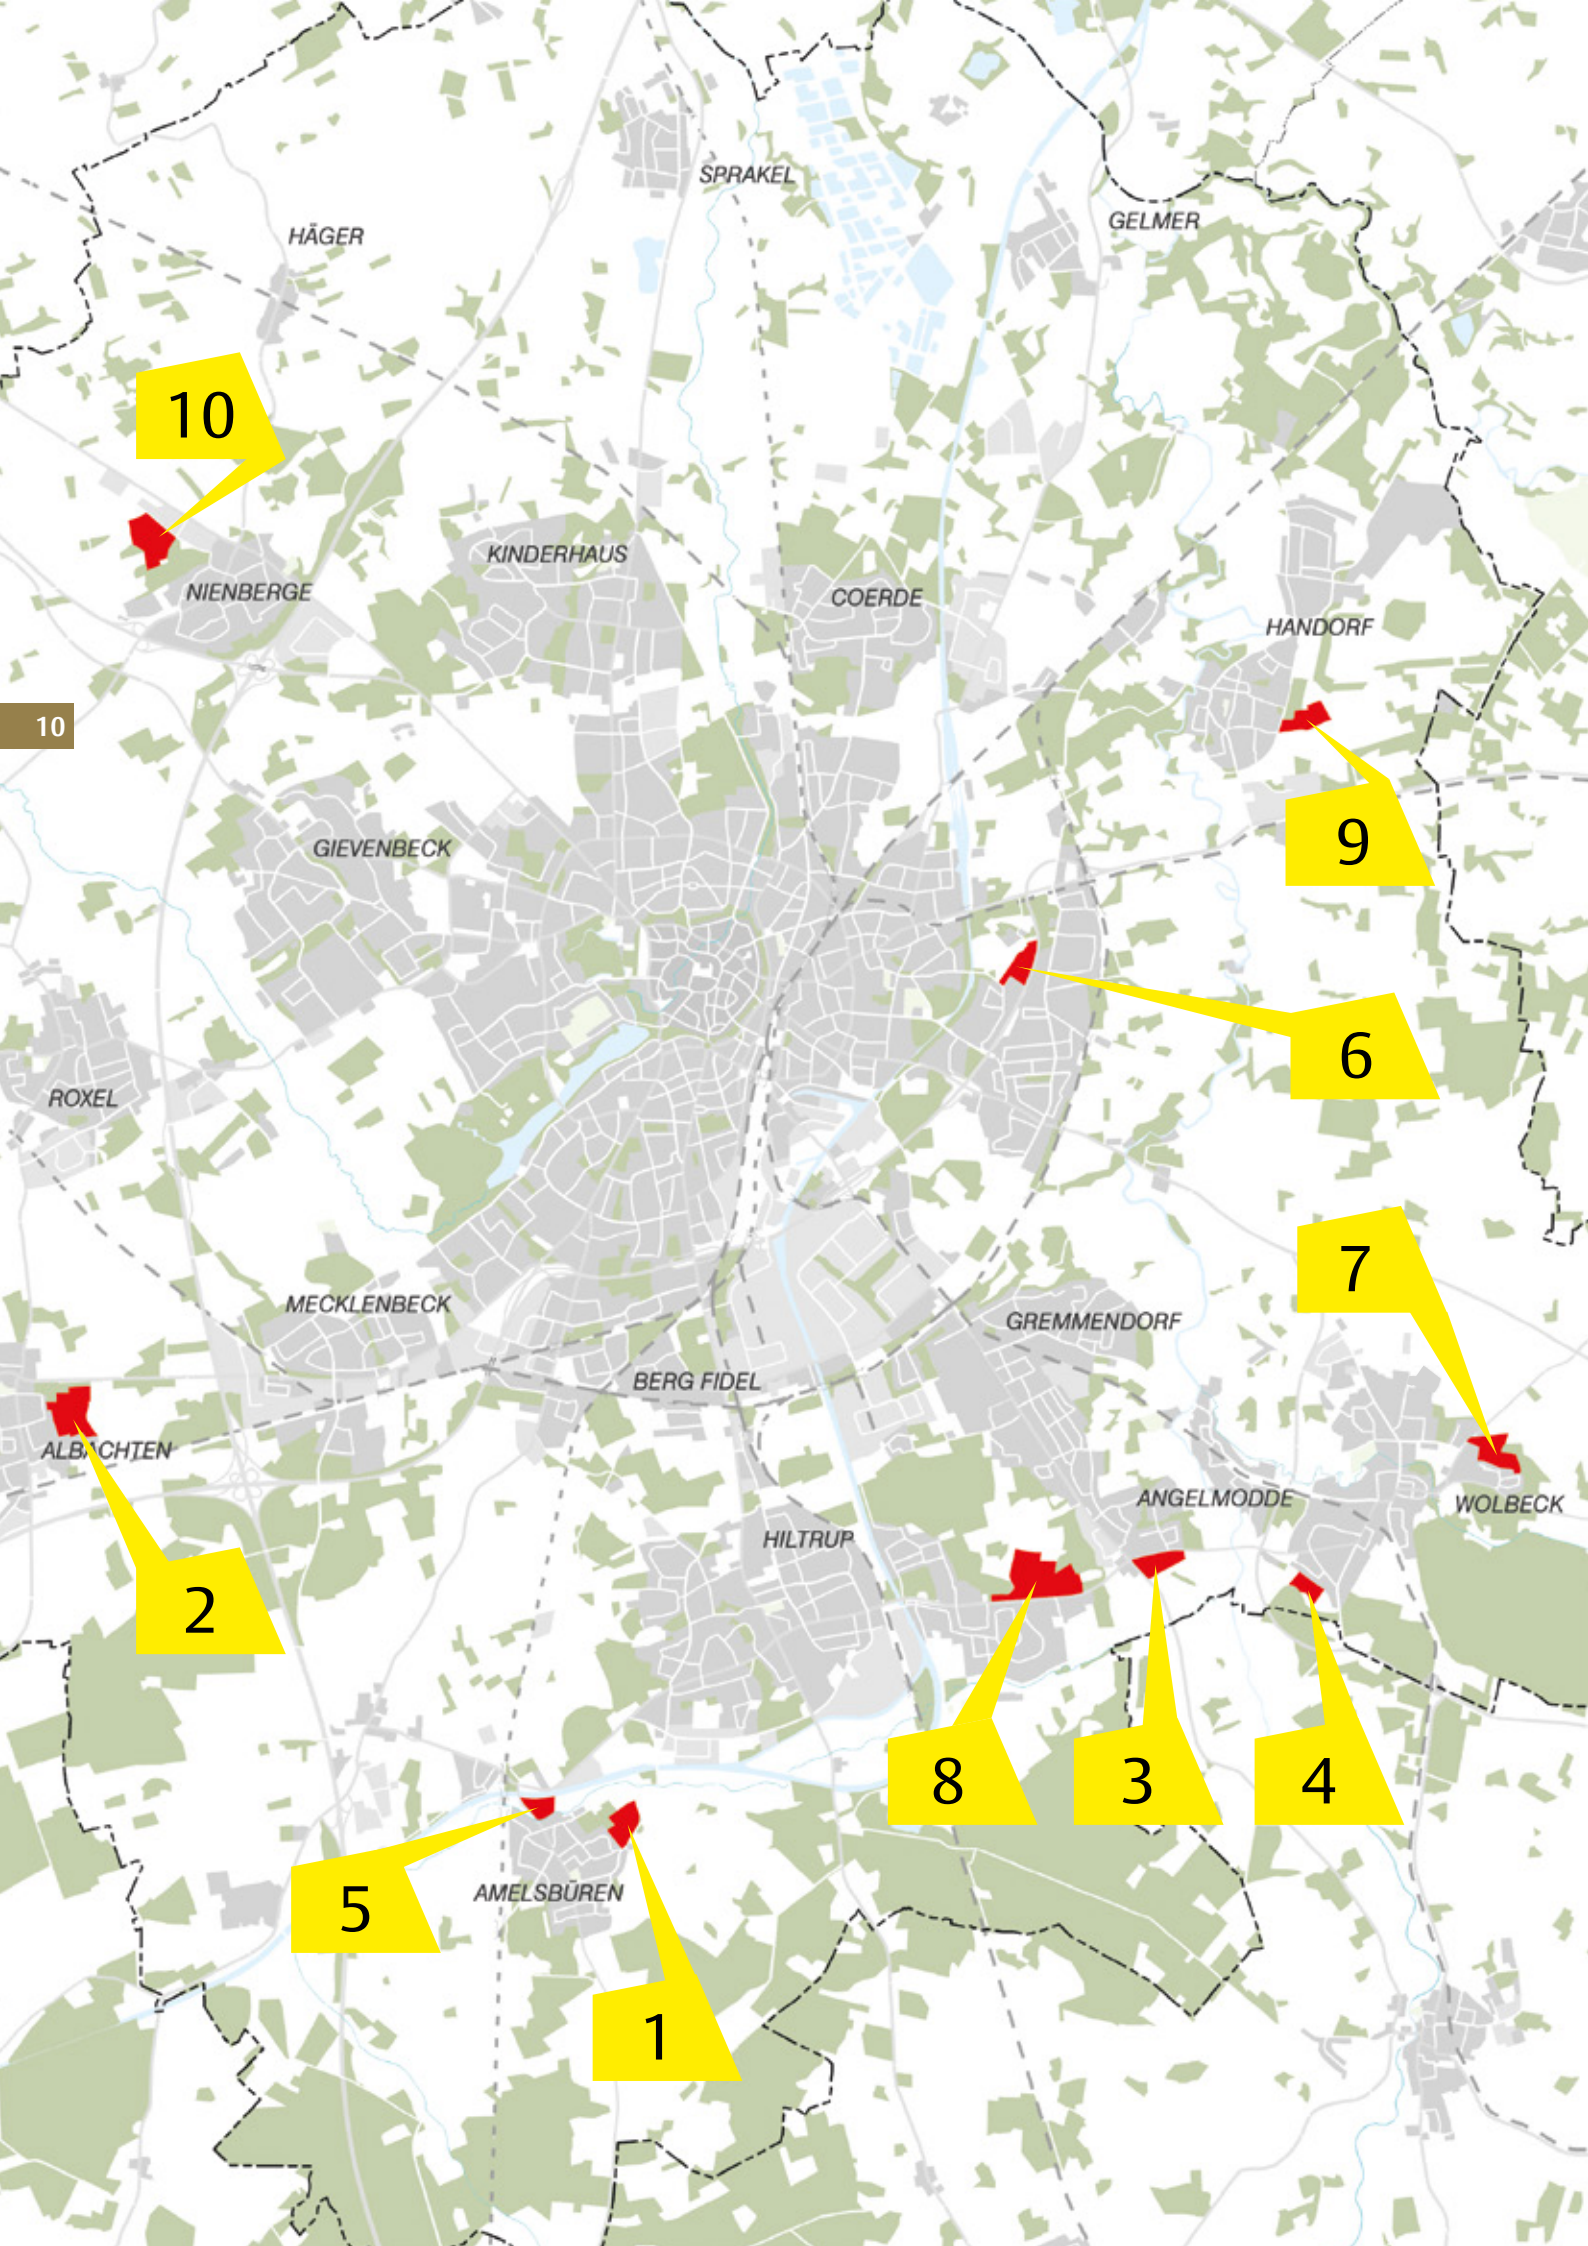 SPRAKEL
GELMER
HÄGER
10
KINDERHAUS
NIENBERGE
COERDE
HANDORF
10
9
GIEVENBECK
6
ROXEL
7
MECKLENBECK
GREMMENDORF
BERG FIDEL
ALBACHTEN
ANGELMODDE
WOLBECK
HILTRUP
2
8
3
4
5
AMELSBÜREN
1